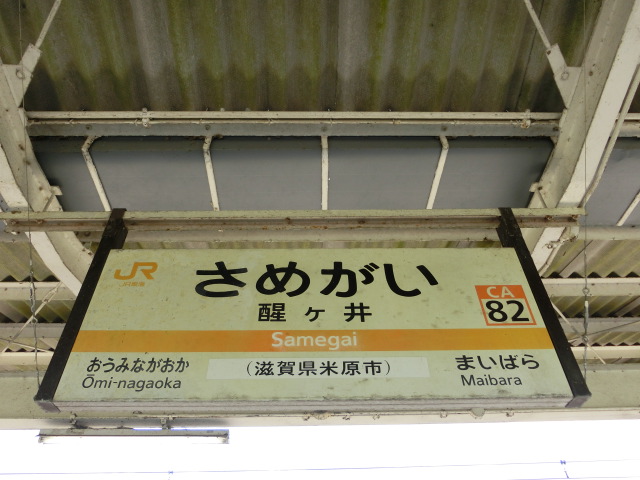 JR
JR東海
さめがい
醒ヶ井
CA
82
Samegai
おうみながおか
Ōmi-nagaoka
(滋賀県米原市)
まいばら
Maibara